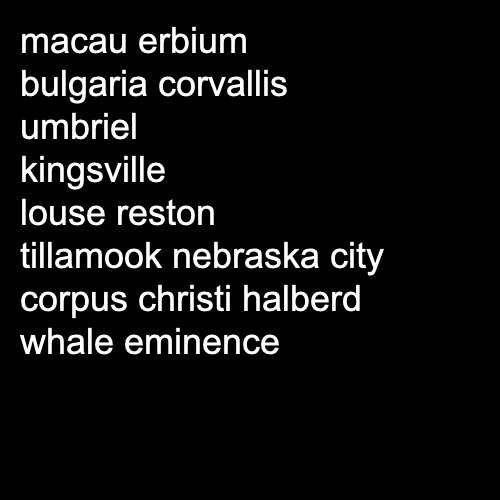 macau erbium
bulgaria corvallis
umbriel
kingsville
louse reston
tillamook nebraska city
corpus christi halberd
whale eminence